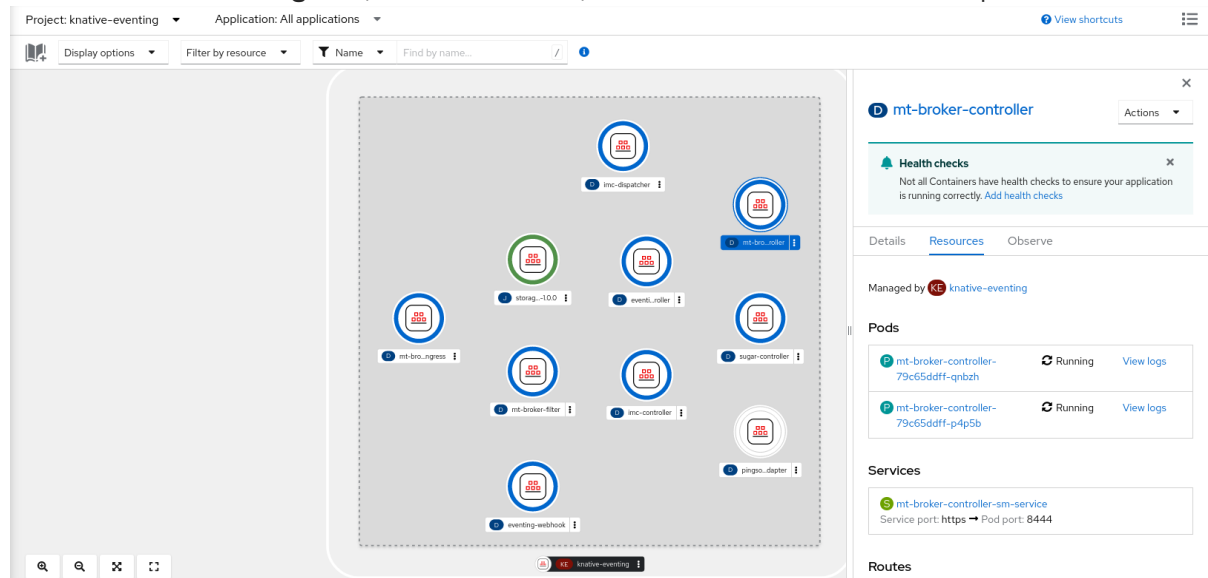 Project: knative-eventing Application: All applications View shortcuts
Display options Filter by resource Name Find by name... / 
mt-broker-controller
Actions
Health checks
Not all Containers have health checks to ensure your application
is running correctly. Add health checks
Details Resources Observe
Managed by KE knative-eventing
Pods
P mt-broker-controller-
79c65ddff-qnbzh
Running View logs
P mt-broker-controller-
79c65ddff-p4p5b
Running View logs
Services
S mt-broker-controller-sm-service
Service port: https → Pod port: 8444
Routes
D imc-dispatcher
D mt-bro...roller
J storag...-1.0.0
D eventi...roller
D mt-bro...ngress
D sugar-controller
D mt-broker-filter
D imc-controller
D pingso...dapter
D eventing-webhook
KE knative-eventing